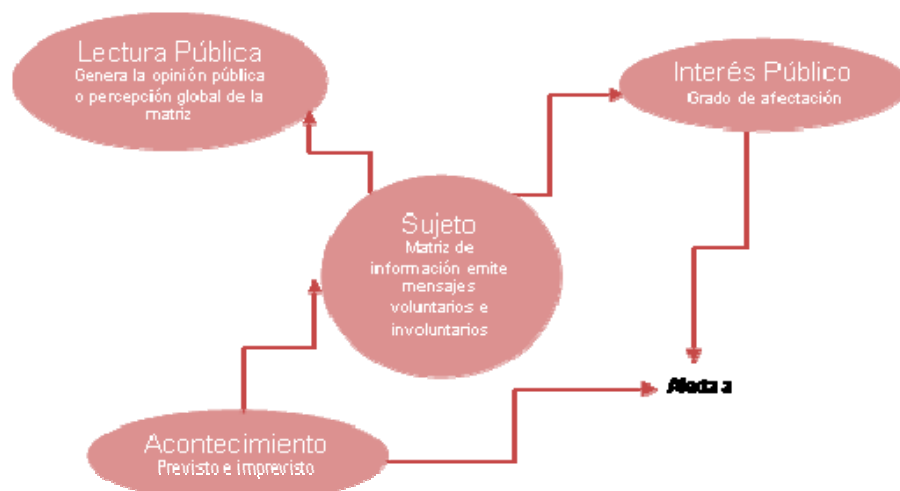 Lectura Pública
Genera la opinión pública
o percepción global de la
matriz
Interés Público
Grado de afectación
Sujeto
Matriz de
información emite
mensajes
voluntarios e
involuntarios
Afecta a
Acontecimiento
Previsto e imprevisto